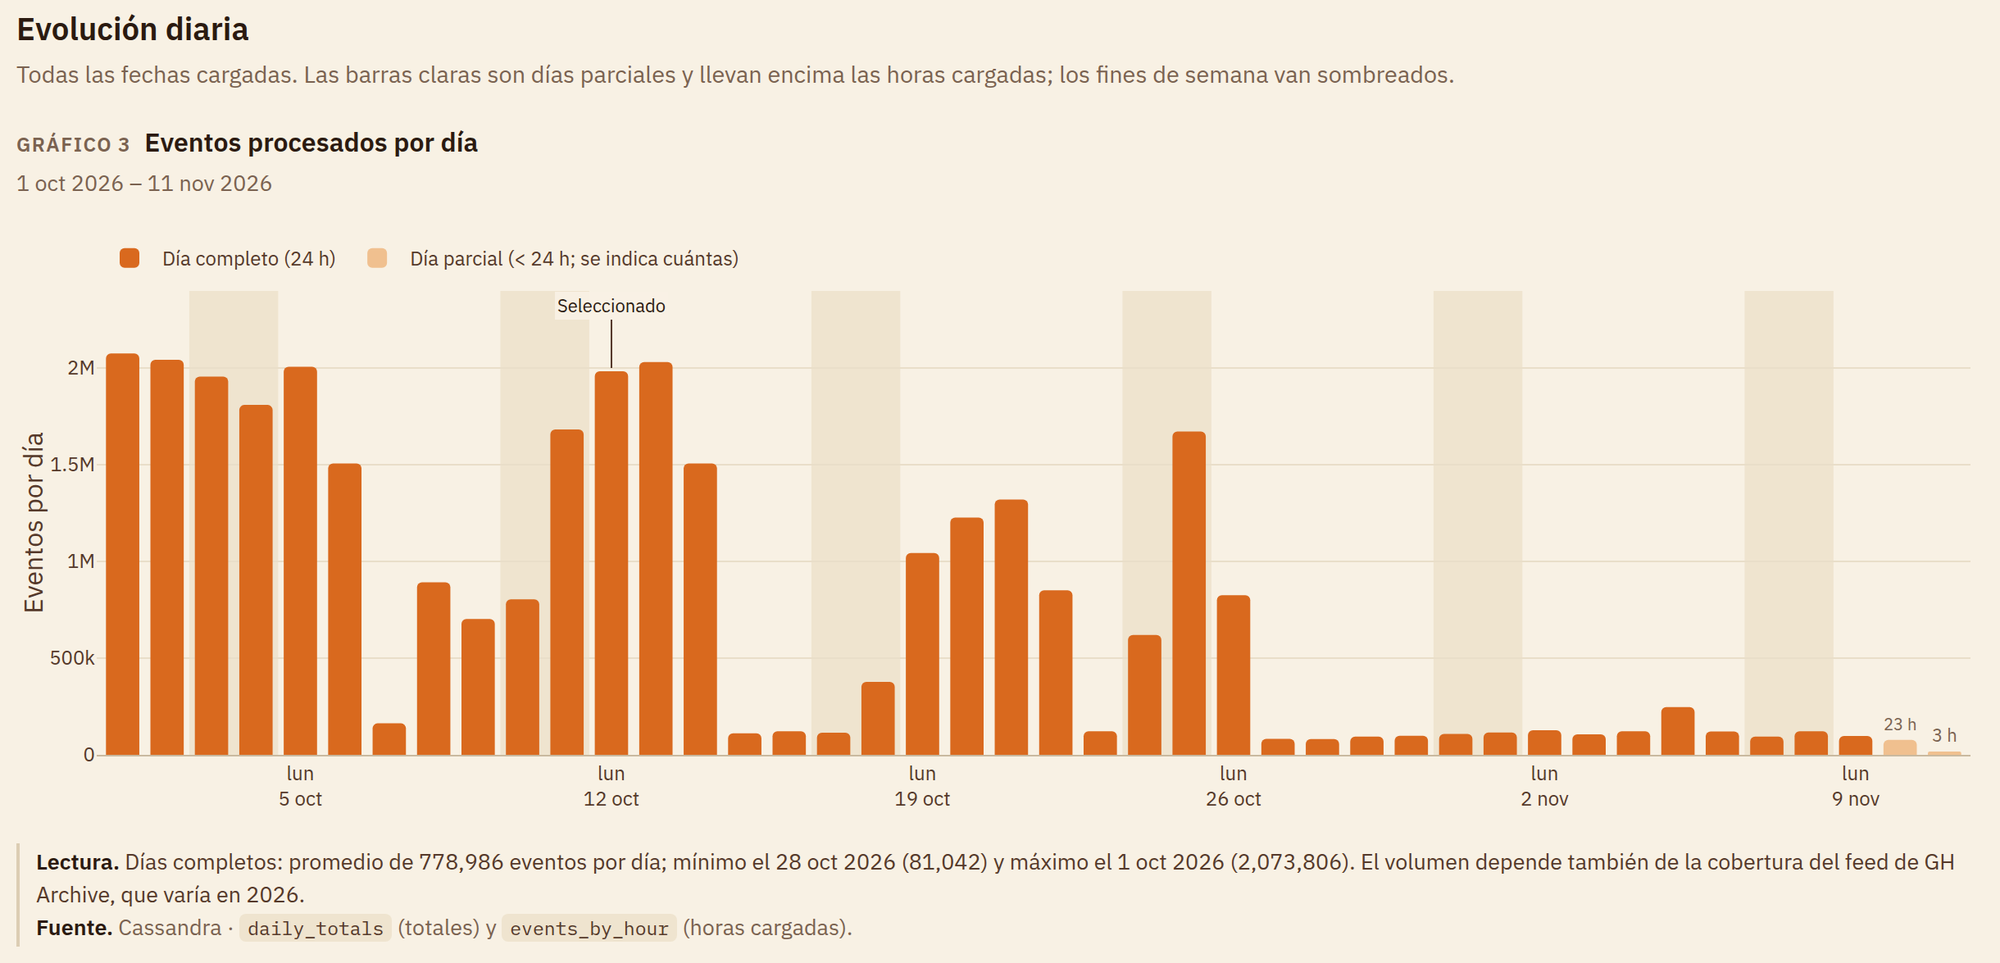 Evolución diaria
Todas las fechas cargadas. Las barras claras son días parciales y llevan encima las horas cargadas; los fines de semana van sombreados.
GRÁFICO 3 Eventos procesados por día
1 oct 2026 – 11 nov 2026
Día completo (24 h)
Día parcial (< 24 h; se indica cuántas)
Seleccionado
Eventos por día
2M
1.5M
1M
500k
0
23 h
3 h
lun
5 oct
lun
12 oct
lun
19 oct
lun
26 oct
lun
2 nov
lun
9 nov
Lectura. Días completos: promedio de 778,986 eventos por día; mínimo el 28 oct 2026 (81,042) y máximo el 1 oct 2026 (2,073,806). El volumen depende también de la cobertura del feed de GH
Archive, que varía en 2026.
Fuente. Cassandra · daily_totals (totales) y events_by_hour (horas cargadas).